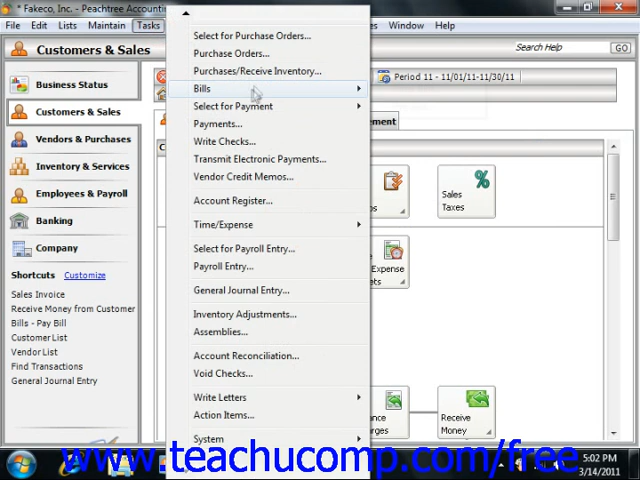 * Fakeco, Inc. - Peachtree Accounting
File Edit Lists Maintain Tasks Window Help
Customers & Sales
Search
GO
Business Status
Customers & Sales
Vendors & Purchases
Inventory & Services
Employees & Payroll
Banking
Company
Shortcuts Customize
Sales Invoice
Receive Money from Customer
Bills - Pay Bill
Customer List
Vendor List
Find Transactions
General Journal Entry
Select for Purchase Orders...
Purchase Orders...
Purchases/Receive Inventory...
Bills
Select for Payment
Payments...
Write Checks...
Transmit Electronic Payments...
Vendor Credit Memos...
Account Register...
Time/Expense
Select for Payroll Entry...
Payroll Entry...
General Journal Entry...
Inventory Adjustments...
Assemblies...
Account Reconciliation...
Void Checks...
Write Letters
Action Items...
System
Period 11 - 11/01/11-11/30/11
Sales
Taxes
Expense
Receive
Money
www.teachucomp.com/free
5:02 PM
3/14/2011